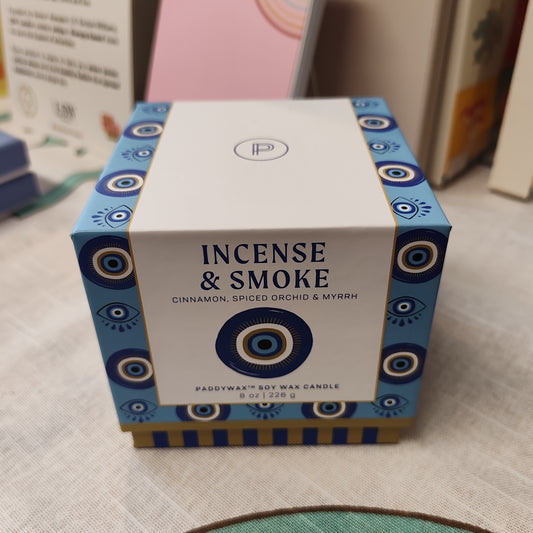 P
INCENSE
& SMOKE
CINNAMON, SPICED ORCHID & MYRRH
PADDYWAX™ SOY WAX CANDLE
8 oz | 226 g